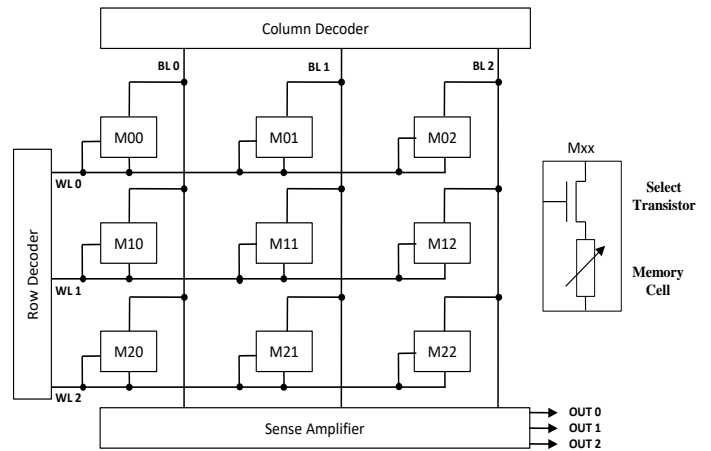 Column Decoder
BL 0
BL 1
BL 2
M00
M01
M02
WL 0
M10
M11
M12
WL 1
M20
M21
M22
WL 2
Row Decoder
Sense Amplifier
OUT 0
OUT 1
OUT 2
Mxx
Select
Transistor
Memory
Cell